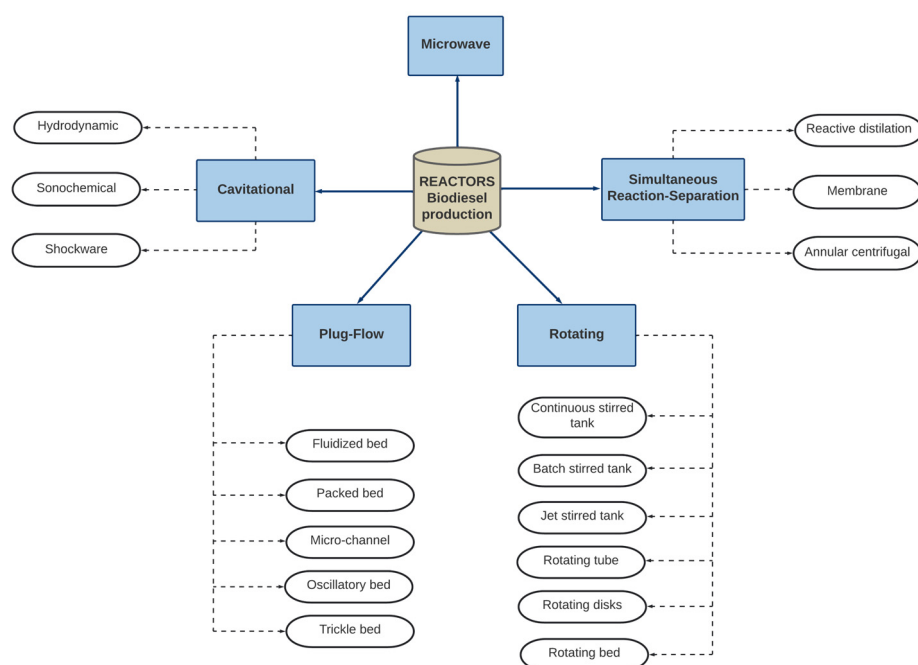 Microwave
Hydrodynamic
Sonochemical
Shockware
Cavitational
REACTORS
Biodiesel
production
Simultaneous
Reaction-Separation
Reactive distilation
Membrane
Annular centrifugal
Plug-Flow
Fluidized bed
Packed bed
Micro-channel
Oscillatory bed
Trickle bed
Rotating
Continuous stirred
tank
Batch stirred tank
Jet stirred tank
Rotating tube
Rotating disks
Rotating bed